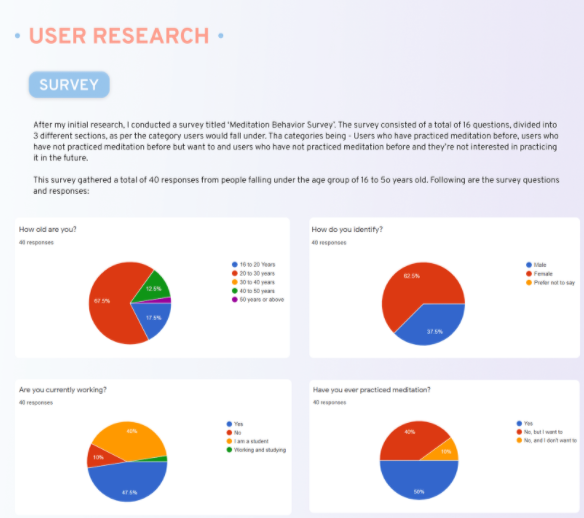 USER RESEARCH
SURVEY
After my initial research, I conducted a survey titled 'Meditation Behavior Survey'. The survey consisted of a total of 16 questions, divided into
3 different sections, as per the category users would fall under. Tha categories being - Users who have practiced meditation before, users who
have not practiced meditation before but want to and users who have not practiced meditation before and they're not interested in practicing
it in the future.
This survey gathered a total of 40 responses from people falling under the age group of 16 to 5o years old. Following are the survey questions
and responses:
How old are you?
40 responses
16 to 20 Years
20 to 30 years
30 to 40 years
40 to 50 years
50 years or above
62.5%
12.5%
17.5%
How do you identify?
40 responses
Male
Female
Prefer not to say
62.5%
37.5%
Are you currently working?
40 responses
Yes
No
I am a student
Working and studying
40%
10%
47.5%
Have you ever practiced meditation?
40 responses
Yes
No, but I want to
No, and I don't want to
40%
10%
50%